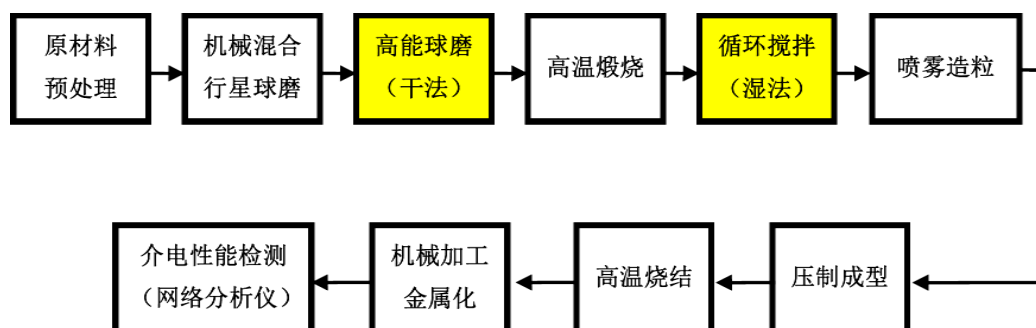 原材料
预处理
机械混合
行星球磨
高能球磨
（干法）
高温煅烧
循环搅拌
（湿法）
喷雾造粒
压制成型
高温烧结
机械加工
金属化
介电性能检测
（网络分析仪）